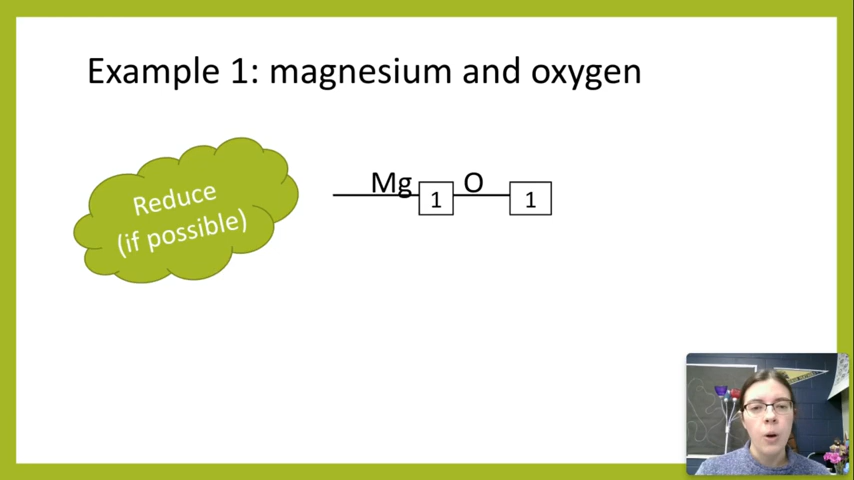 Example 1: magnesium and oxygen
Reduce
(if possible)
Mg 1 O 1